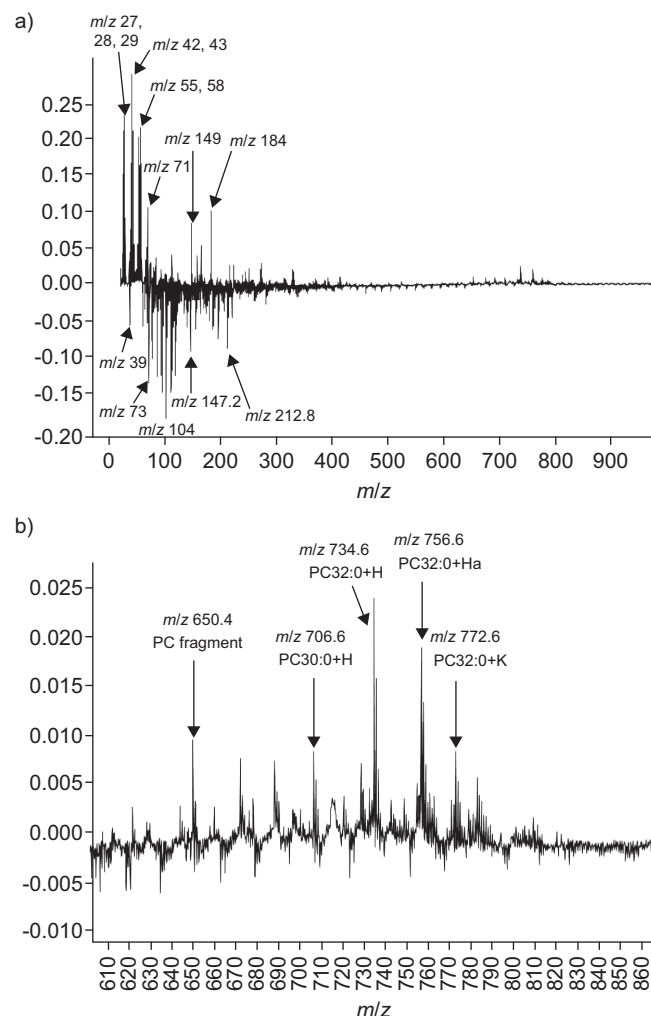 a)
m/z 27,
28, 29
m/z 42, 43
m/z 55, 58
m/z 149
m/z 184
m/z 71
0.25
0.20
0.15
0.10
0.05
0.00
-0.05
-0.10
-0.15
-0.20
m/z 39
m/z 73
m/z 104
m/z 147.2
m/z 212.8
0 100 200 300 400 500 600 700 800 900
m/z
b)
m/z 734.6
PC32:0+H
m/z 756.6
PC32:0+Ha
m/z 650.4
PC fragment
m/z 706.6
PC30:0+H
m/z 772.6
PC32:0+K
0.025
0.020
0.015
0.010
0.005
0.000
-0.005
-0.010
610 620 630 640 650 660 670 680 690 700 710 720 730 740 750 760 770 780 790 800 810 820 830 840 850 860
m/z